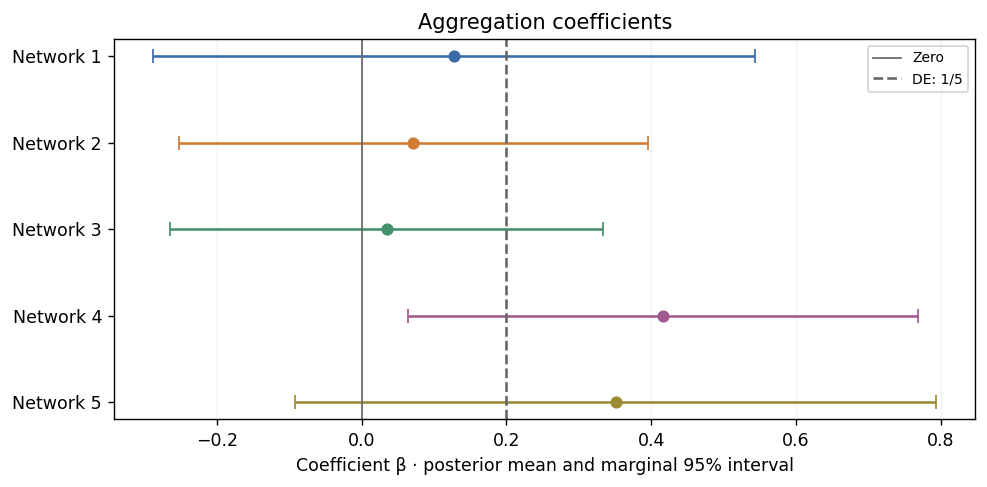 Aggregation coefficients
Zero
DE: 1/5
Network 1
Network 2
Network 3
Network 4
Network 5
−0.2 0.0 0.2 0.4 0.6 0.8
Coefficient β · posterior mean and marginal 95% interval